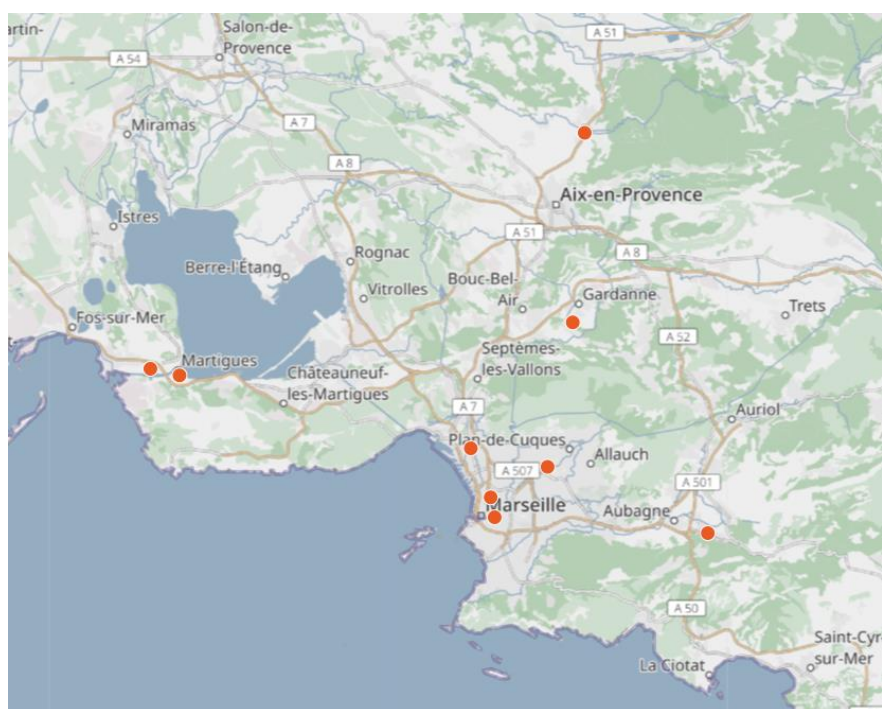 artin-
Salon-de-
Provence
A 51
A 54
Miramas
A 7
A 8
Aix-en-Provence
Istres
A 51
Rognac
A 8
Berre-l'Étang
Bouc-Bel-
Air
Vitrolles
Gardanne
Trets
Fos-sur-Mer
A 52
Martigues
Septèmes-
les-Vallons
Châteauneuf-
les-Martigues
A 7
Auriol
Plan-de-Cuques
Allauch
A 507
A 501
Marseille
Aubagne
A 50
Saint-Cyr-
sur-Mer
La Ciotat